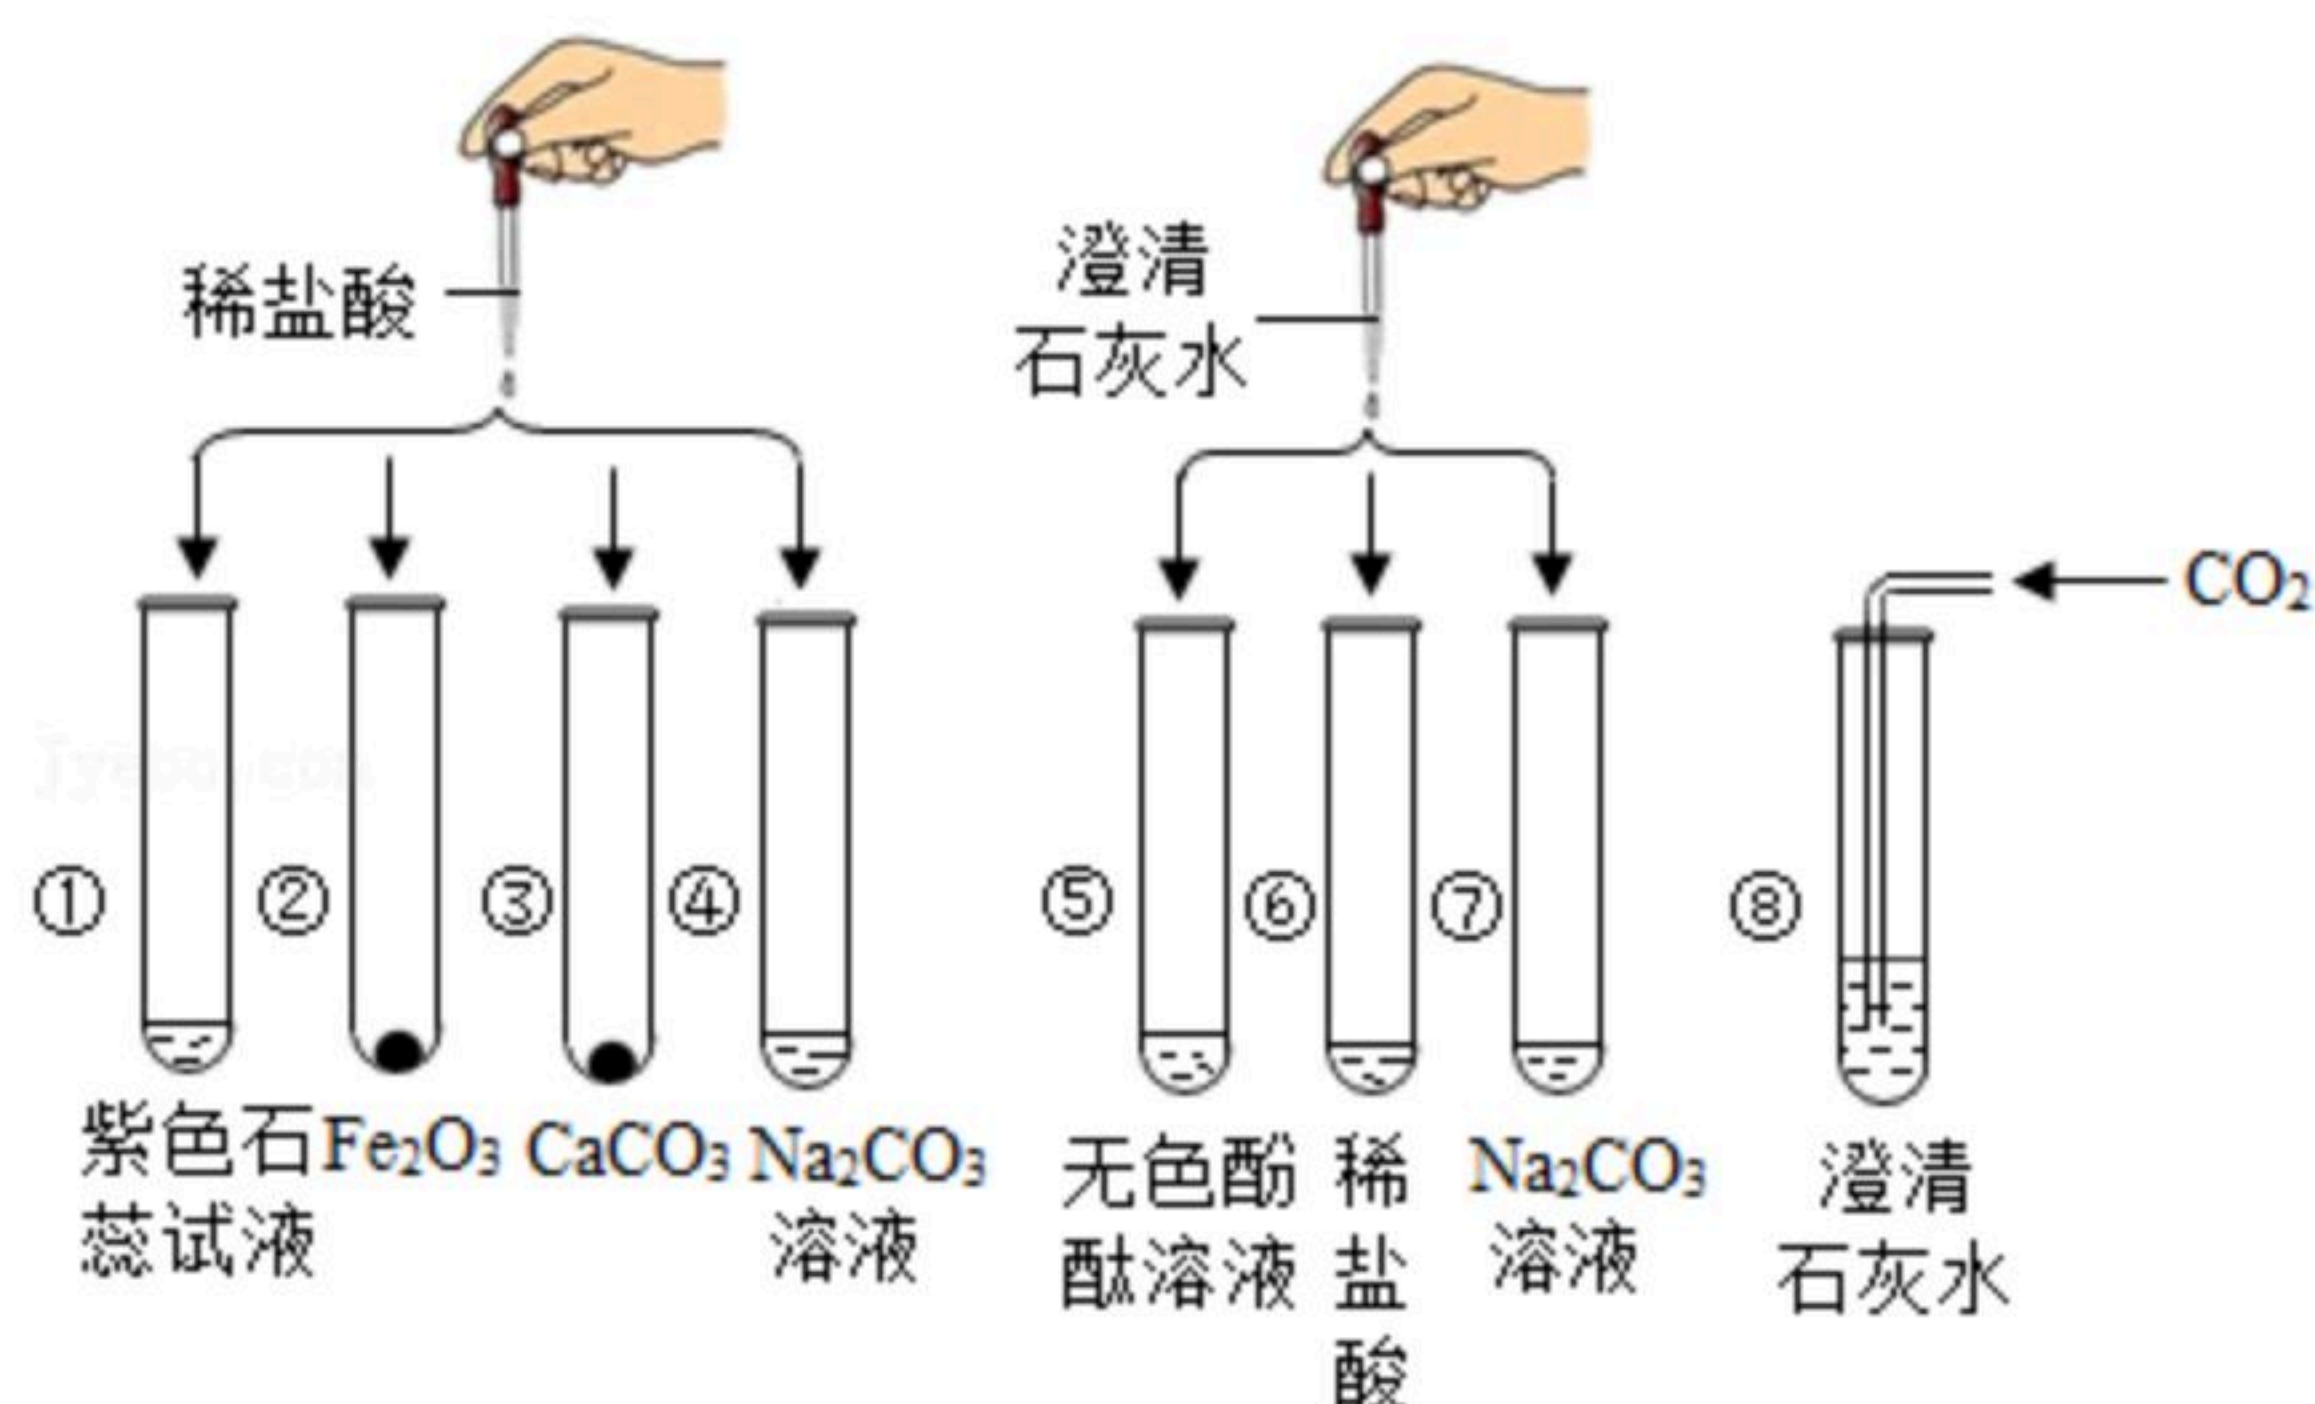 稀盐酸
澄清
石灰水
CO₂
① ② ③ ④ ⑤ ⑥ ⑦ ⑧
紫色石
蕊试液
Fe₂O₃
CaCO₃
Na₂CO₃
溶液
无色酚
酞溶液
稀
盐
酸
Na₂CO₃
溶液
澄清
石灰水